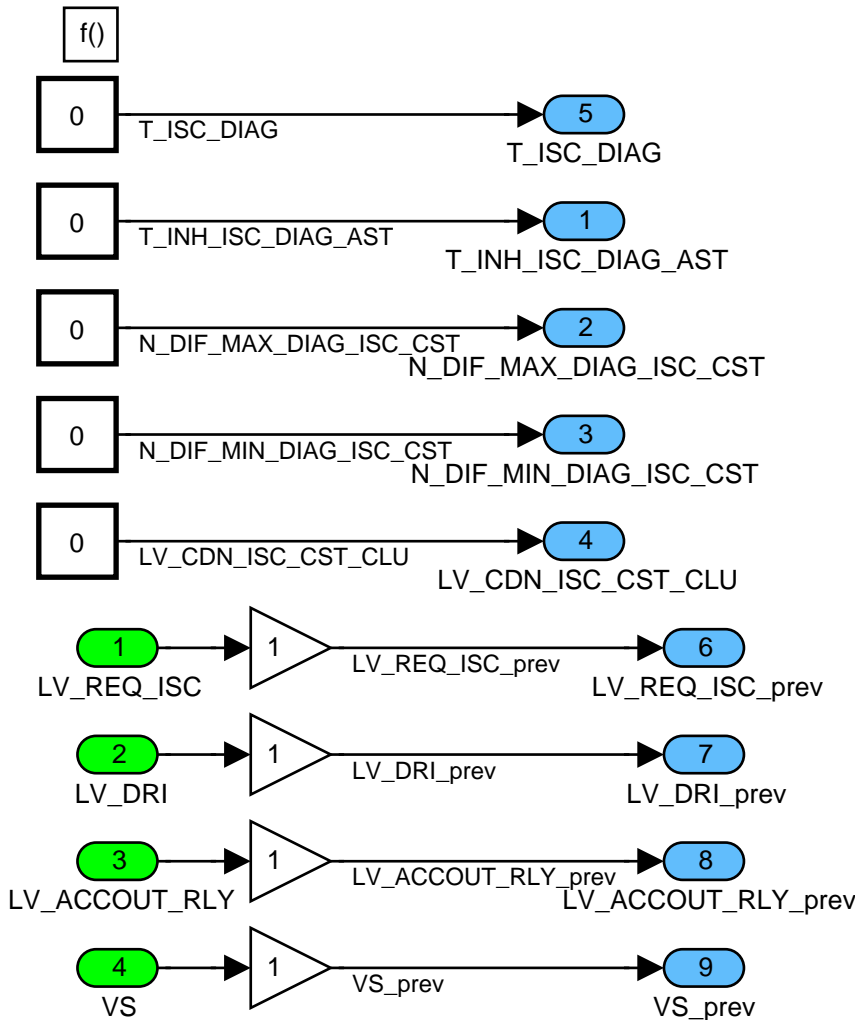 f()
0
T_ISC_DIAG
5
T_ISC_DIAG
0
T_INH_ISC_DIAG_AST
1
T_INH_ISC_DIAG_AST
0
N_DIF_MAX_DIAG_ISC_CST
2
N_DIF_MAX_DIAG_ISC_CST
0
N_DIF_MIN_DIAG_ISC_CST
3
N_DIF_MIN_DIAG_ISC_CST
0
LV_CDN_ISC_CST_CLU
4
LV_CDN_ISC_CST_CLU
1
LV_REQ_ISC
1
LV_REQ_ISC_prev
6
LV_REQ_ISC_prev
2
LV_DRI
1
LV_DRI_prev
7
LV_DRI_prev
3
LV_ACCOUT_RLY
1
LV_ACCOUT_RLY_prev
8
LV_ACCOUT_RLY_prev
4
VS
1
VS_prev
9
VS_prev